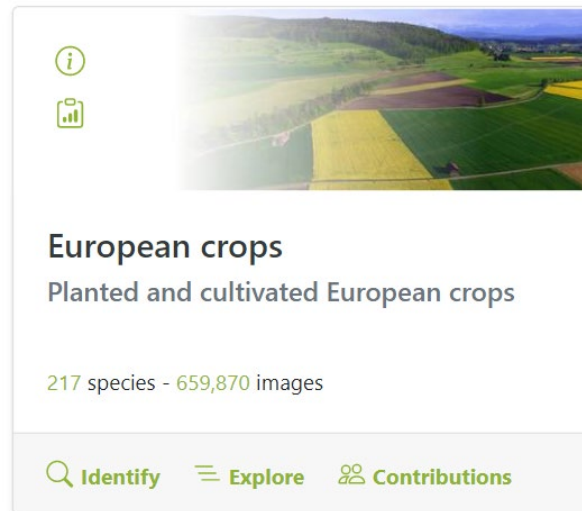 European crops
Planted and cultivated European crops
217 species - 659,870 images
Identify Explore Contributions